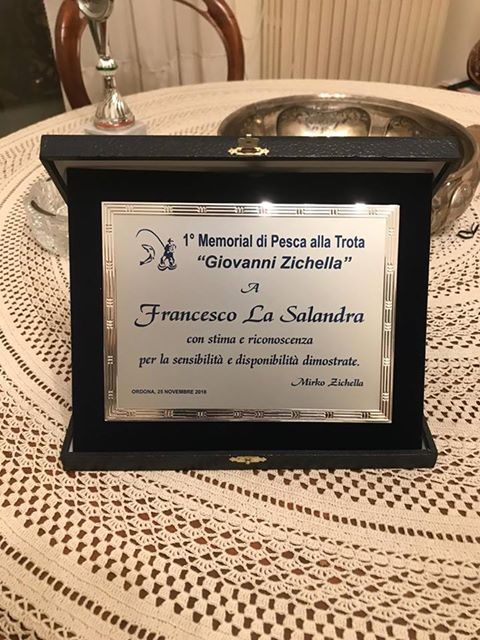 1° Memorial di Pesca alla Trota
“Giovanni Zichella”
A
Francesco La Salandra
con stima e riconoscenza
per la sensibilità e disponibilità dimostrate.
Mirko Zichella
ORDONA, 25 NOVEMBRE 2018